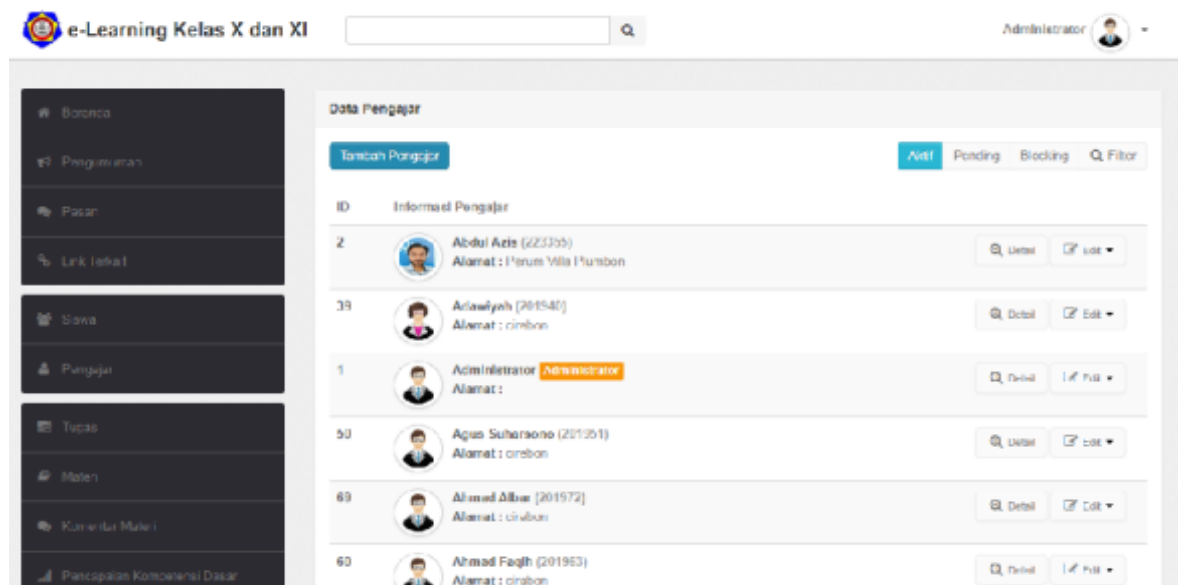 e-Learning Kelas X dan XI
Administrator
Beranda
Pengumuman
Pesan
Link Terkait
Siswa
Pengajar
Tugas
Materi
Komentar Materi
Pencapaian Kompetensi Dasar
Data Pengajar
Tambah Pengajar
Aktif Pending Blocking Filter
ID Informasi Pengajar
2 Abdul Azis (223355)
Alamat : Perum Villa Plumbon
Detail Edit
39 Adawiyah (201940)
Alamat : cirebon
Detail Edit
1 Administrator Administrator
Alamat :
Detail Edit
50 Agus Suharsono (201951)
Alamat : cirebon
Detail Edit
69 Ahmad Albar (201972)
Alamat : cirebon
Detail Edit
60 Ahmad Faqih (201963)
Alamat : cirebon
Detail Edit